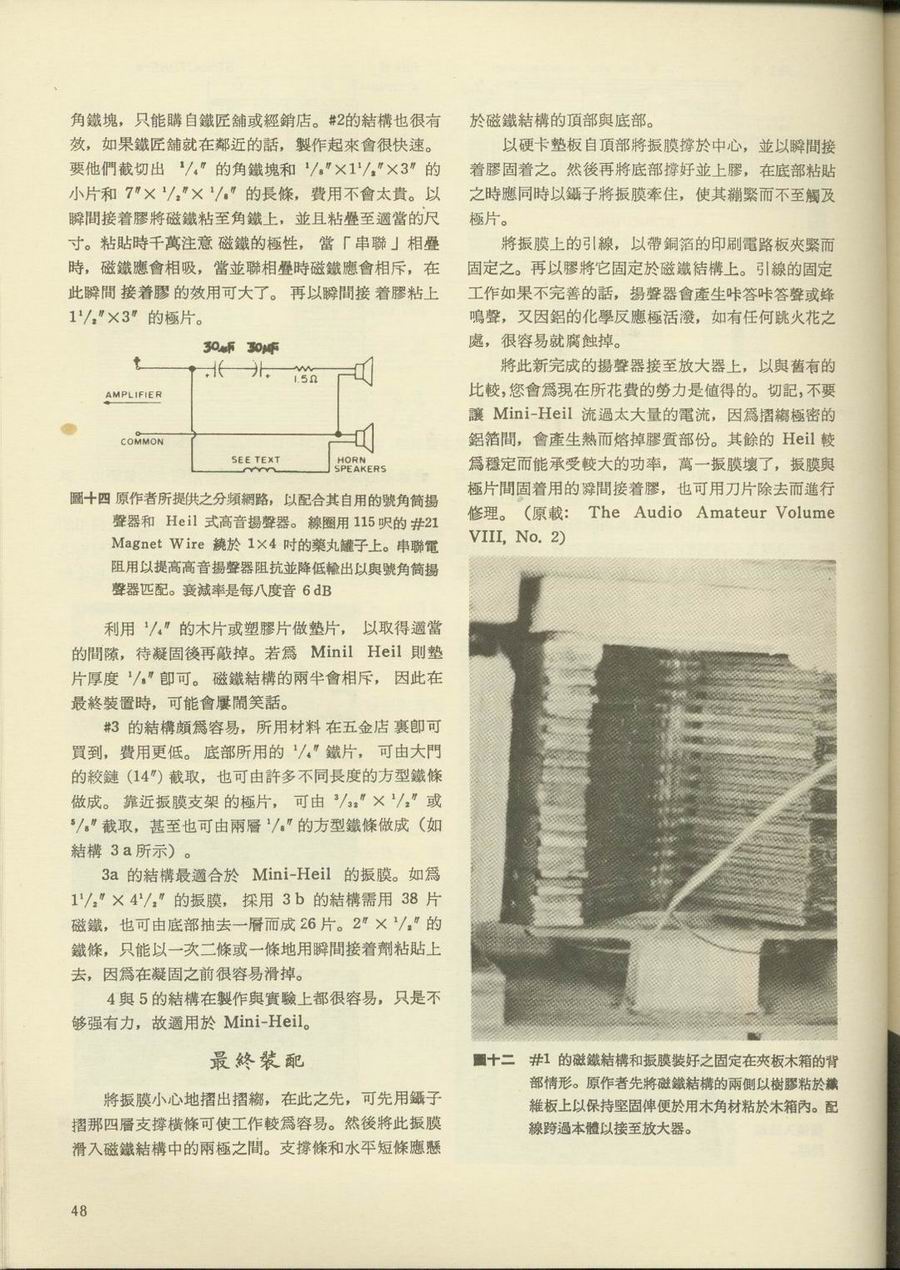 角鐵塊，只能購自鐵匠舖或經銷店。#2的結構也很有
效，如果鐵匠舖就在鄰近的話，製作起來會很快速。
要他們截切出 1/4″ 的角鐵塊和 1/8″×1 1/2″×3″ 的
小片和 7″× 1/2″× 1/8″ 的長條，費用不會太貴。以
瞬間接着膠將磁鐵粘至角鐵上，並且粘疊至適當的尺
寸。粘貼時千萬注意 磁鐵的極性， 當「串聯」相疊
時，磁鐵應會相吸，當並聯相疊時磁鐵應會相斥，在
此瞬間 接着膠 的效用可大了。 再以瞬間接 着膠粘上
1 1/2″×3″ 的極片。
30μF 30μF
1.5Ω
AMPLIFIER
COMMON
SEE TEXT
HORN
SPEAKERS
圖十四 原作者所提供之分頻網路，以配合其自用的號角筒揚
聲器和 Heil 式高音揚聲器。 線圈用 115 呎的 #21
Magnet Wire 繞於 1×4 吋的藥丸罐子上。串聯電
阻用以提高高音揚聲器阻抗並降低輸出以與號角筒揚
聲器匹配。衰減率是每八度音 6 dB
利用 1/4″ 的木片或塑膠片做墊片， 以取得適當
的間隙，待凝固後再敲掉。若爲 Minil Heil 則墊
片厚度 1/8″ 卽可。 磁鐵結構的兩半會相斥， 因此在
最終裝置時，可能會屢鬧笑話。
#3 的結構頗爲容易，所用材料 在五金店 裏卽可
買到，費用更低。 底部所用的 1/4″ 鐵片， 可由大門
的絞鏈 (14″) 截取，也可由許多不同長度的方型鐵條
做成。 靠近振膜支架 的極片， 可由 3/32″ × 1/2″ 或
5/8″ 截取，甚至也可由兩層 1/8″ 的方型鐵條做成（如
結構 3 a 所示）。
3a 的結構最適合於 Mini-Heil 的振膜。如爲
1 1/2″ × 4 1/2″ 的振膜， 採用 3 b 的結構需用 38 片
磁鐵，也可由底部抽去一層而成 26 片。2″ × 1/2″ 的
鐵條，只能以一次二條或一條地用瞬間接着劑粘貼上
去，因爲在凝固之前很容易滑掉。
4 與 5 的結構在製作與實驗上都很容易，只是不
够强有力，故適用於 Mini-Heil。
最終裝配
將振膜小心地摺出摺縐，在此之先，可先用鑷子
摺那四層支撐橫條可使工作較爲容易。然後將此振膜
滑入磁鐵結構中的兩極之間。支撐條和水平短條應懸
於磁鐵結構的頂部與底部。
以硬卡墊板自頂部將振膜撐於中心，並以瞬間接
着膠固着之。然後再將底部撐好並上膠，在底部粘貼
之時應同時以鑷子將振膜牽住，使其綳緊而不至觸及
極片。
將振膜上的引線，以帶銅箔的印刷電路板夾緊而
固定之。再以膠將它固定於磁鐵結構上。引線的固定
工作如果不完善的話，揚聲器會產生咔答咔答聲或蜂
鳴聲，又因鋁的化學反應極活潑，如有任何跳火花之
處，很容易就腐蝕掉。
將此新完成的揚聲器接至放大器上，以與舊有的
比較，您會爲現在所花費的勞力是値得的。切記，不要
讓 Mini-Heil 流過太大量的電流，因爲摺縐極密的
鋁箔間，會產生熱而熔掉膠質部份。其餘的 Heil 較
爲穩定而能承受較大的功率，萬一振膜壞了，振膜與
極片間固着用的瞬間接着膠，也可用刀片除去而進行
修理。（原載： The Audio Amateur Volume
VIII, No. 2)
圖十二 #1 的磁鐵結構和振膜裝好之固定在夾板木箱的背
部情形。原作者先將磁鐵結構的兩側以樹膠粘於纖
維板上以保持堅固俾便於用木角材粘於木箱內。配
線跨過本體以接至放大器。
48